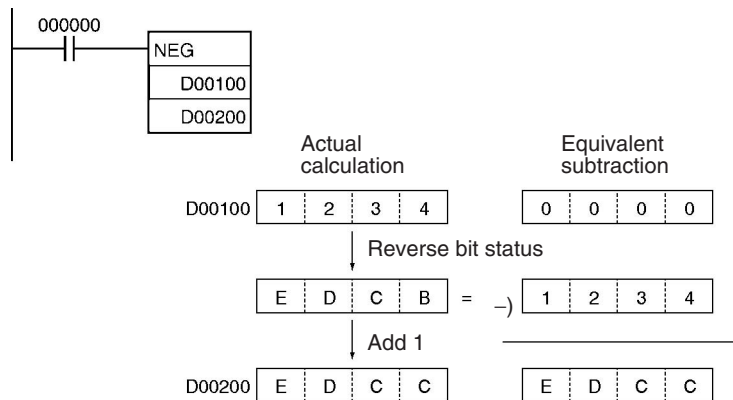 000000
NEG
D00100
D00200
Actual calculation
Equivalent subtraction
D00100 1 2 3 4 0 0 0 0
Reverse bit status
E D C B = –) 1 2 3 4
Add 1
D00200 E D C C E D C C